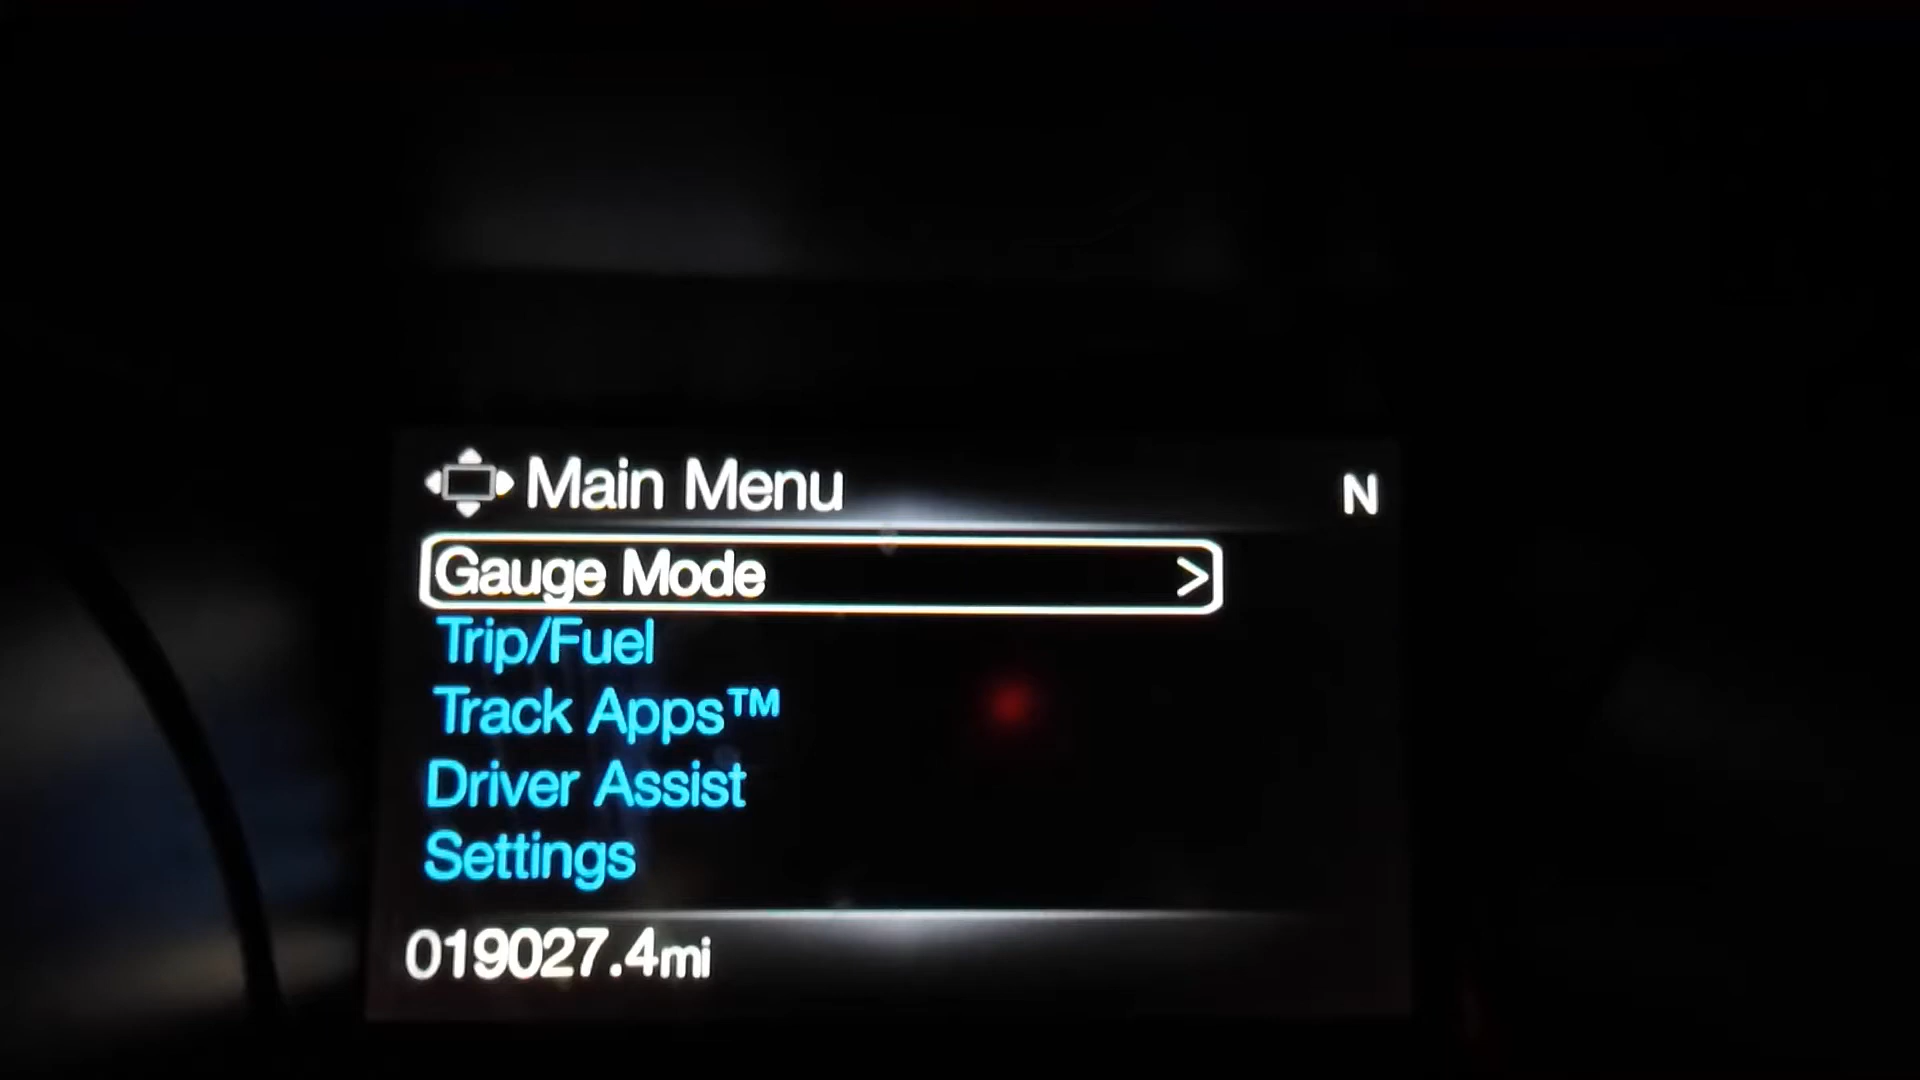 Main Menu
N
Gauge Mode >
Trip/Fuel
Track Apps™
Driver Assist
Settings
019027.4mi